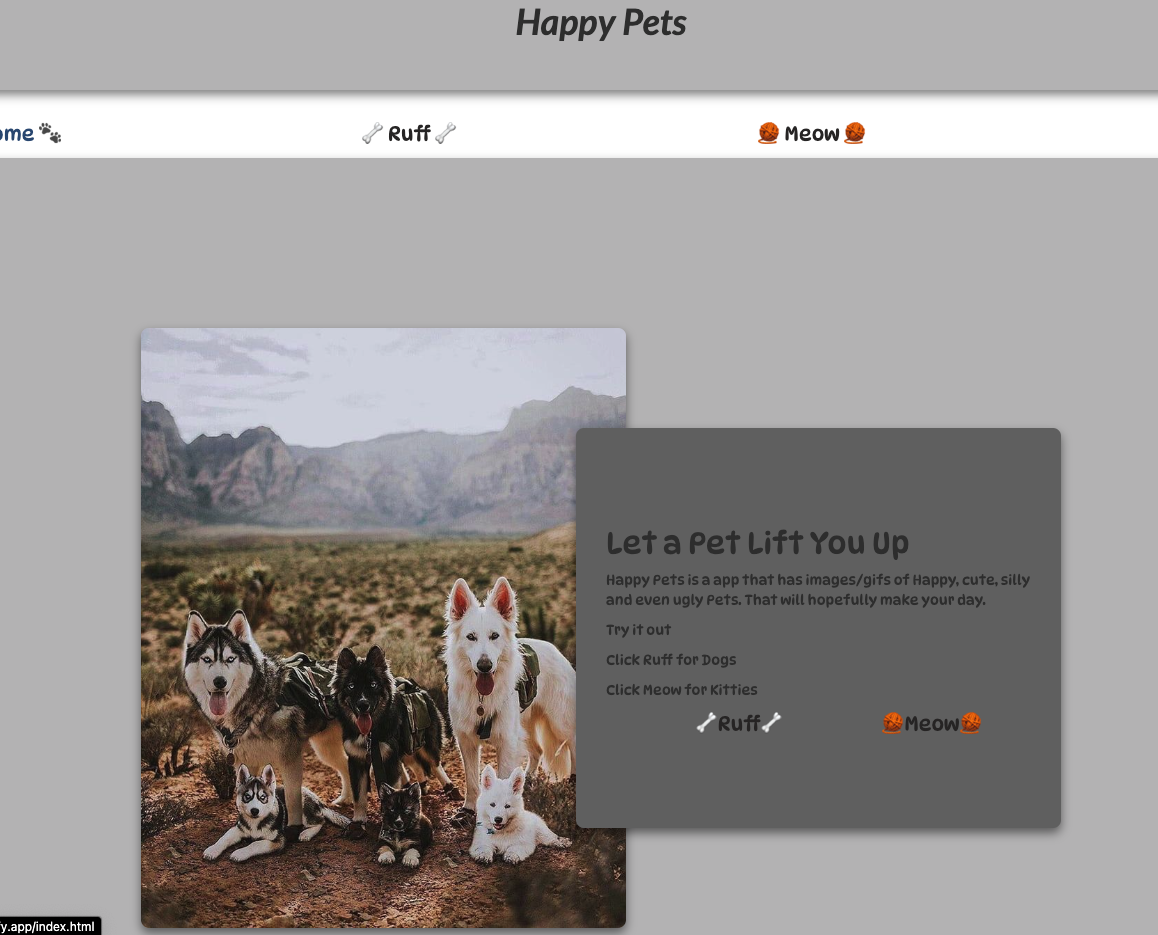 Happy Pets
ome 🐾 🦴 Ruff 🦴 🧶 Meow 🧶
Let a Pet Lift You Up
Happy Pets is a app that has images/gifs of Happy, cute, silly
and even ugly Pets. That will hopefully make your day.
Try it out
Click Ruff for Dogs
Click Meow for Kitties
🦴Ruff🦴 🧶Meow🧶
fy.app/index.html